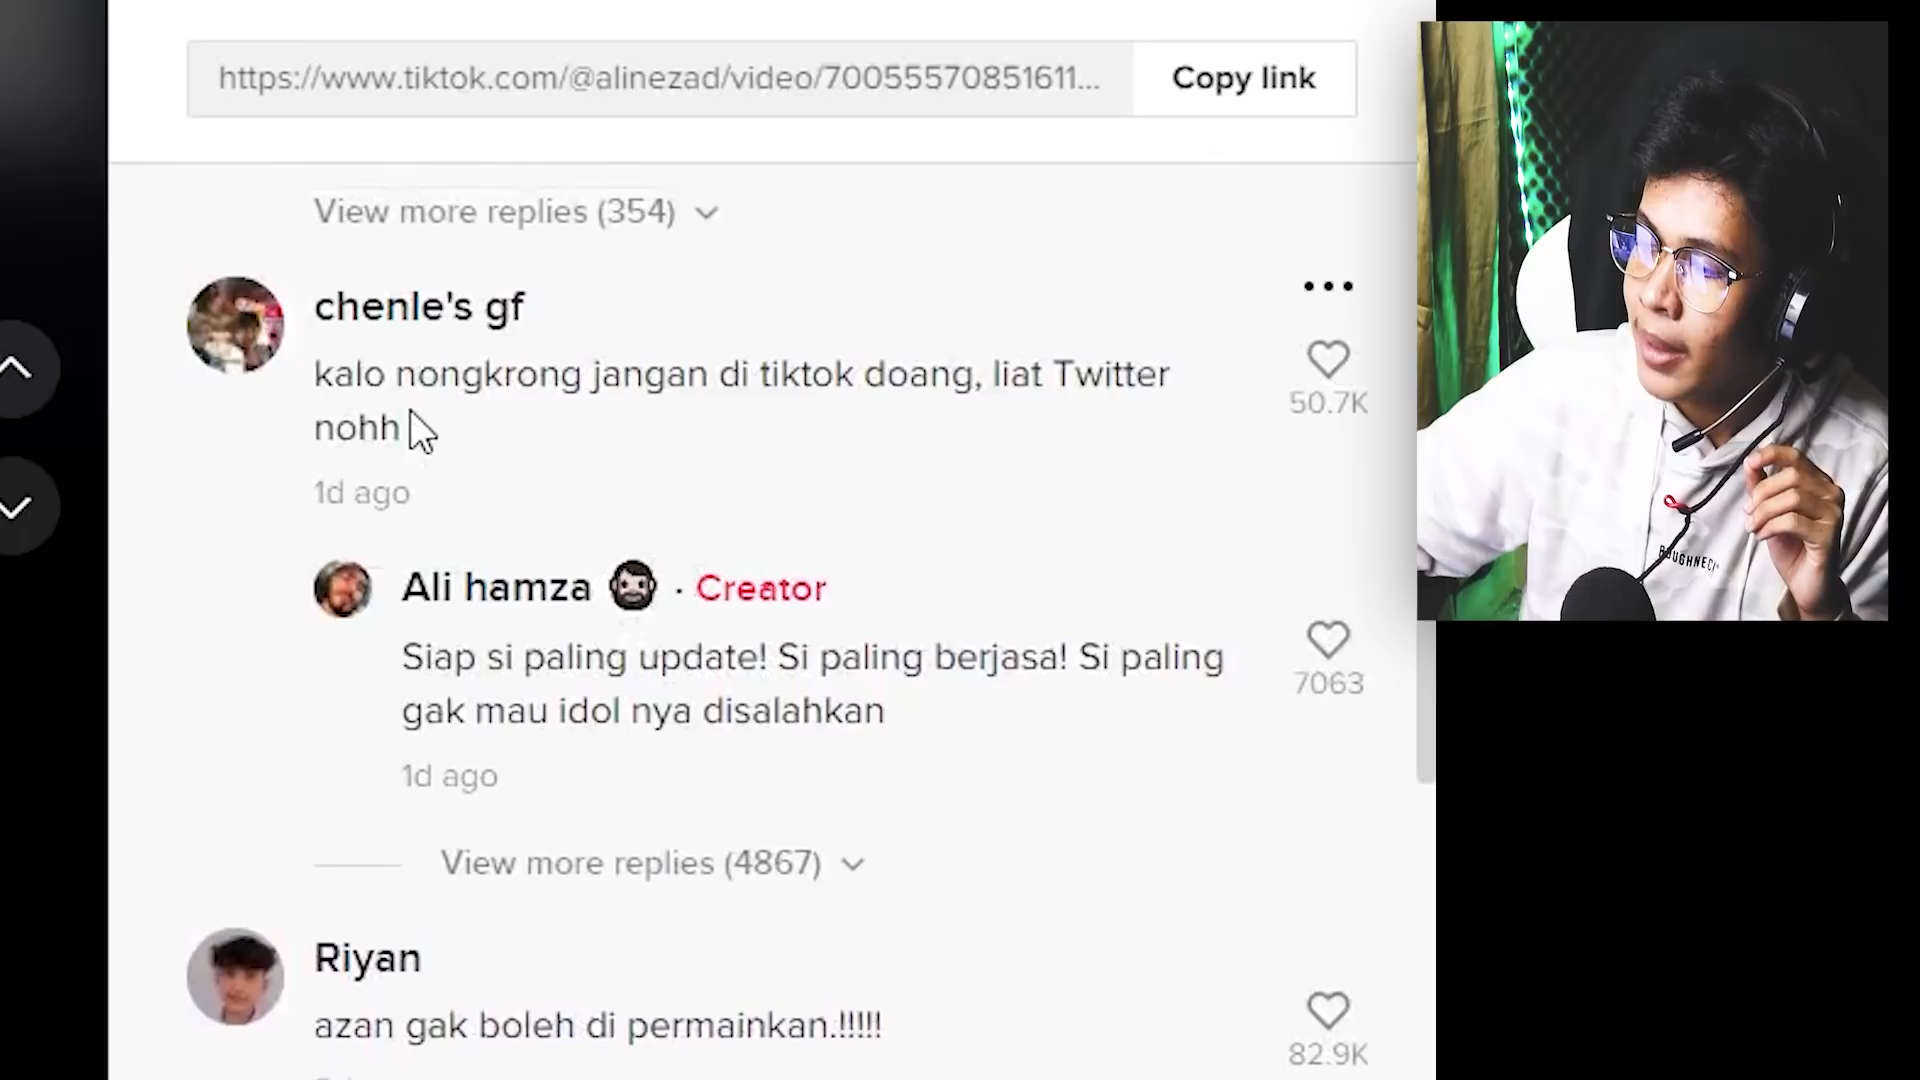 https://www.tiktok.com/@alinezad/video/70055570851611...
Copy link
View more replies (354)
chenle's gf
kalo nongkrong jangan di tiktok doang, liat Twitter
nohh
50.7K
1d ago
Ali hamza · Creator
Siap si paling update! Si paling berjasa! Si paling
gak mau idol nya disalahkan
7063
1d ago
View more replies (4867)
Riyan
azan gak boleh di permainkan.!!!!!
82.9K